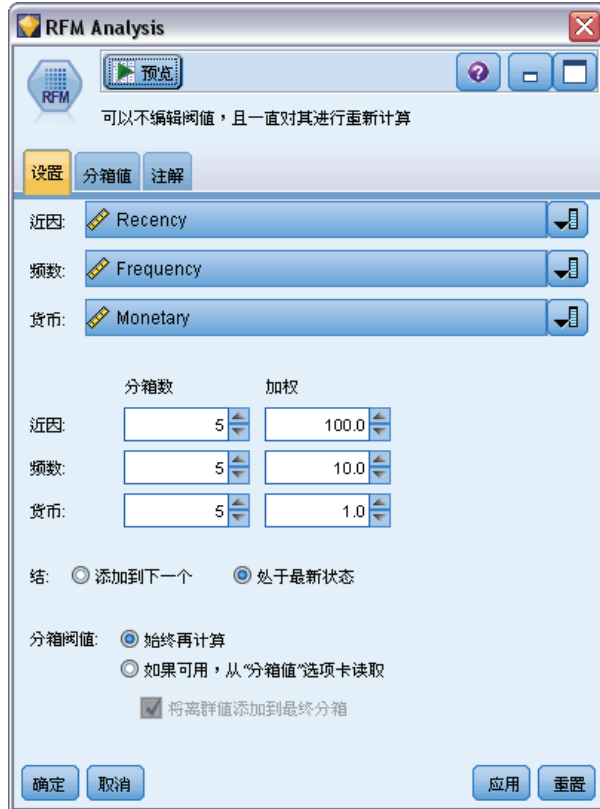 RFM Analysis
预览
RFM
可以不编辑阀值，且一直对其进行重新计算
设置 分箱值 注解
近因: Recency
频数: Frequency
货币: Monetary
分箱数 加权
近因: 5 100.0
频数: 5 10.0
货币: 5 1.0
结: 添加到下一个 处于最新状态
分箱阀值: 始终再计算
如果可用，从“分箱值”选项卡读取
将离群值添加到最终分箱
确定 取消 应用 重置